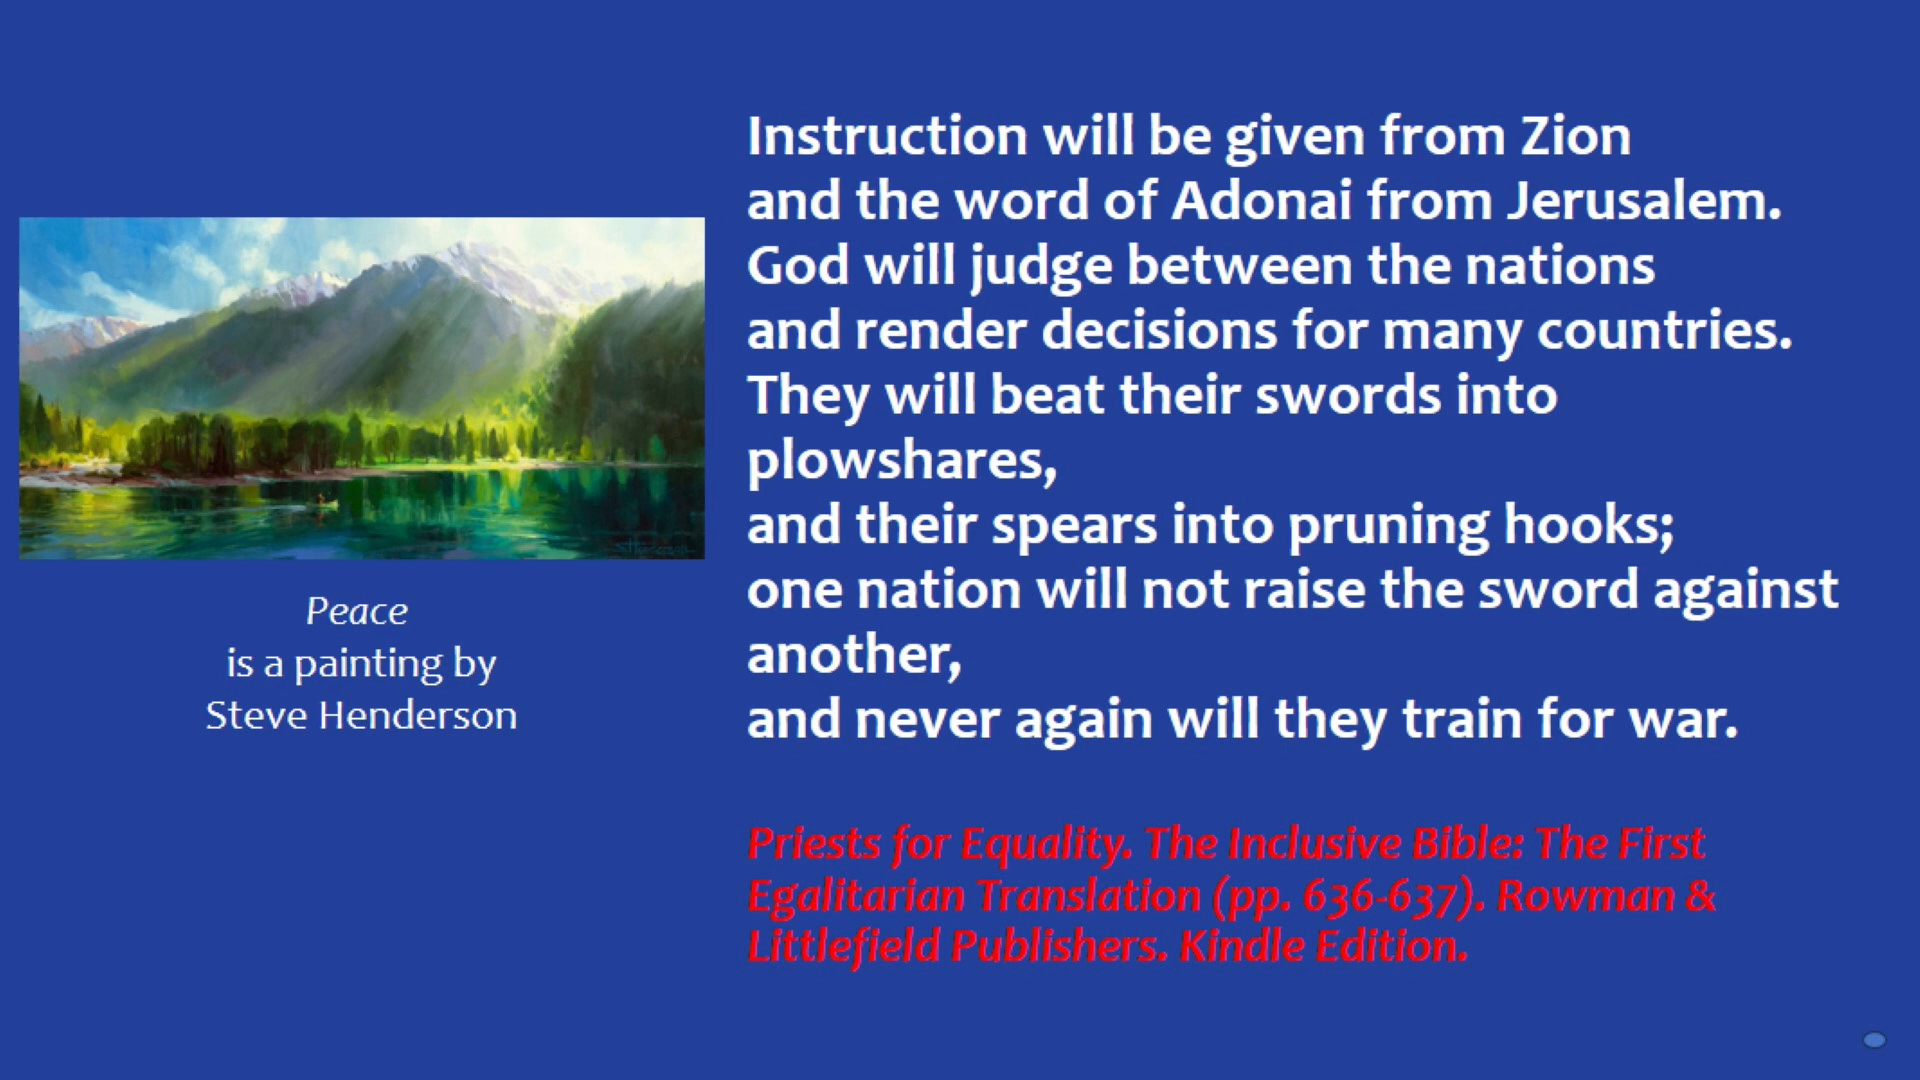 Instruction will be given from Zion
and the word of Adonai from Jerusalem.
God will judge between the nations
and render decisions for many countries.
They will beat their swords into
plowshares,
and their spears into pruning hooks;
one nation will not raise the sword against
another,
and never again will they train for war.
Priests for Equality. The Inclusive Bible: The First
Egalitarian Translation (pp. 636-637). Rowman &
Littlefield Publishers. Kindle Edition.
Peace
is a painting by
Steve Henderson